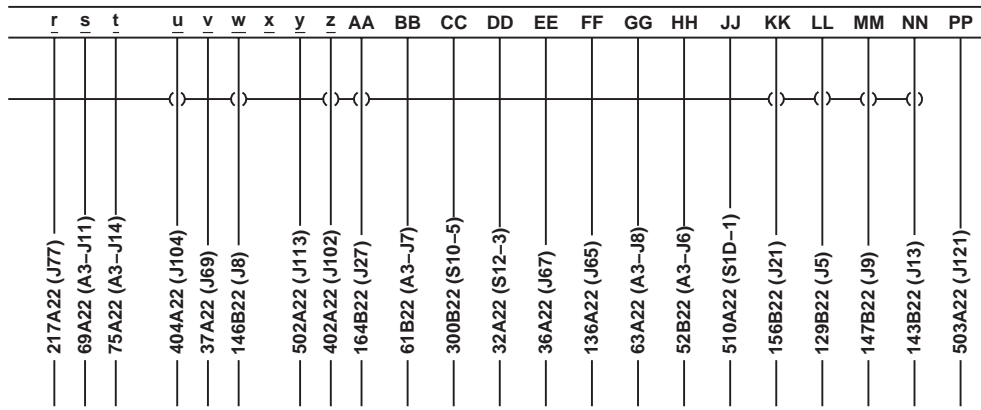 r s t u v w x y z AA BB CC DD EE FF GG HH JJ KK LL MM NN PP
217A22 (J77)
69A22 (A3–J11)
75A22 (A3–J14)
404A22 (J104)
37A22 (J69)
146B22 (J8)
502A22 (J113)
402A22 (J102)
164B22 (J27)
61B22 (A3–J7)
300B22 (S10–5)
32A22 (S12–3)
36A22 (J67)
136A22 (J65)
63A22 (A3–J8)
52B22 (A3–J6)
510A22 (S1D–1)
156B22 (J21)
129B22 (J5)
147B22 (J9)
143B22 (J13)
503A22 (J121)